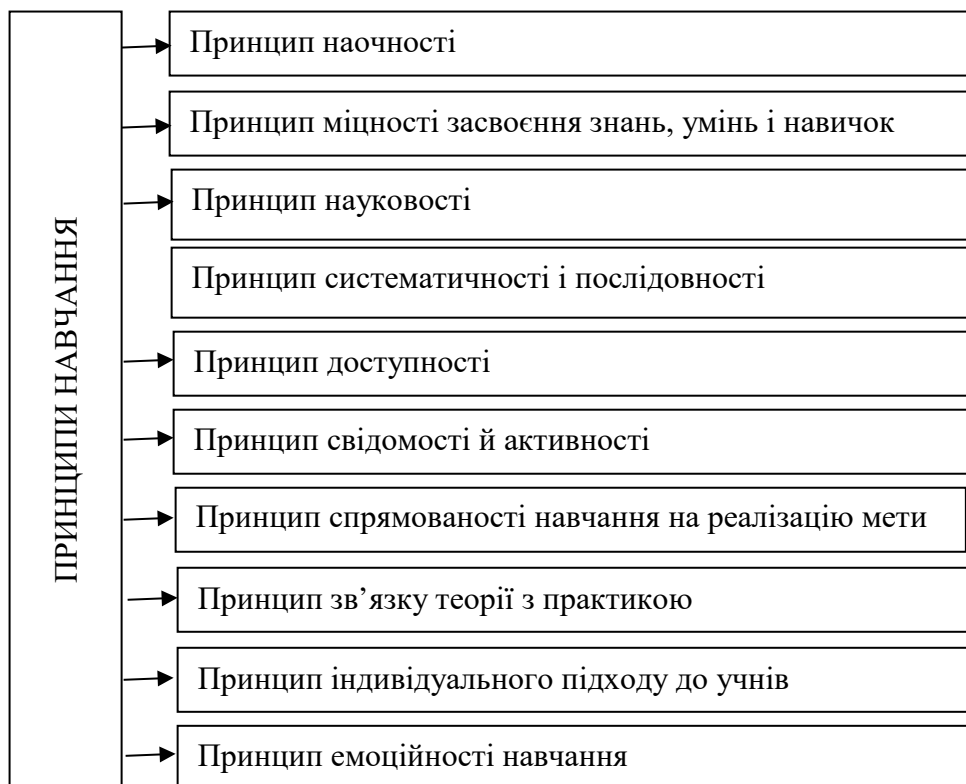 ПРИНЦИПИ НАВЧАННЯ
Принцип наочності
Принцип міцності засвоєння знань, умінь і навичок
Принцип науковості
Принцип систематичності і послідовності
Принцип доступності
Принцип свідомості й активності
Принцип спрямованості навчання на реалізацію мети
Принцип зв’язку теорії з практикою
Принцип індивідуального підходу до учнів
Принцип емоційності навчання